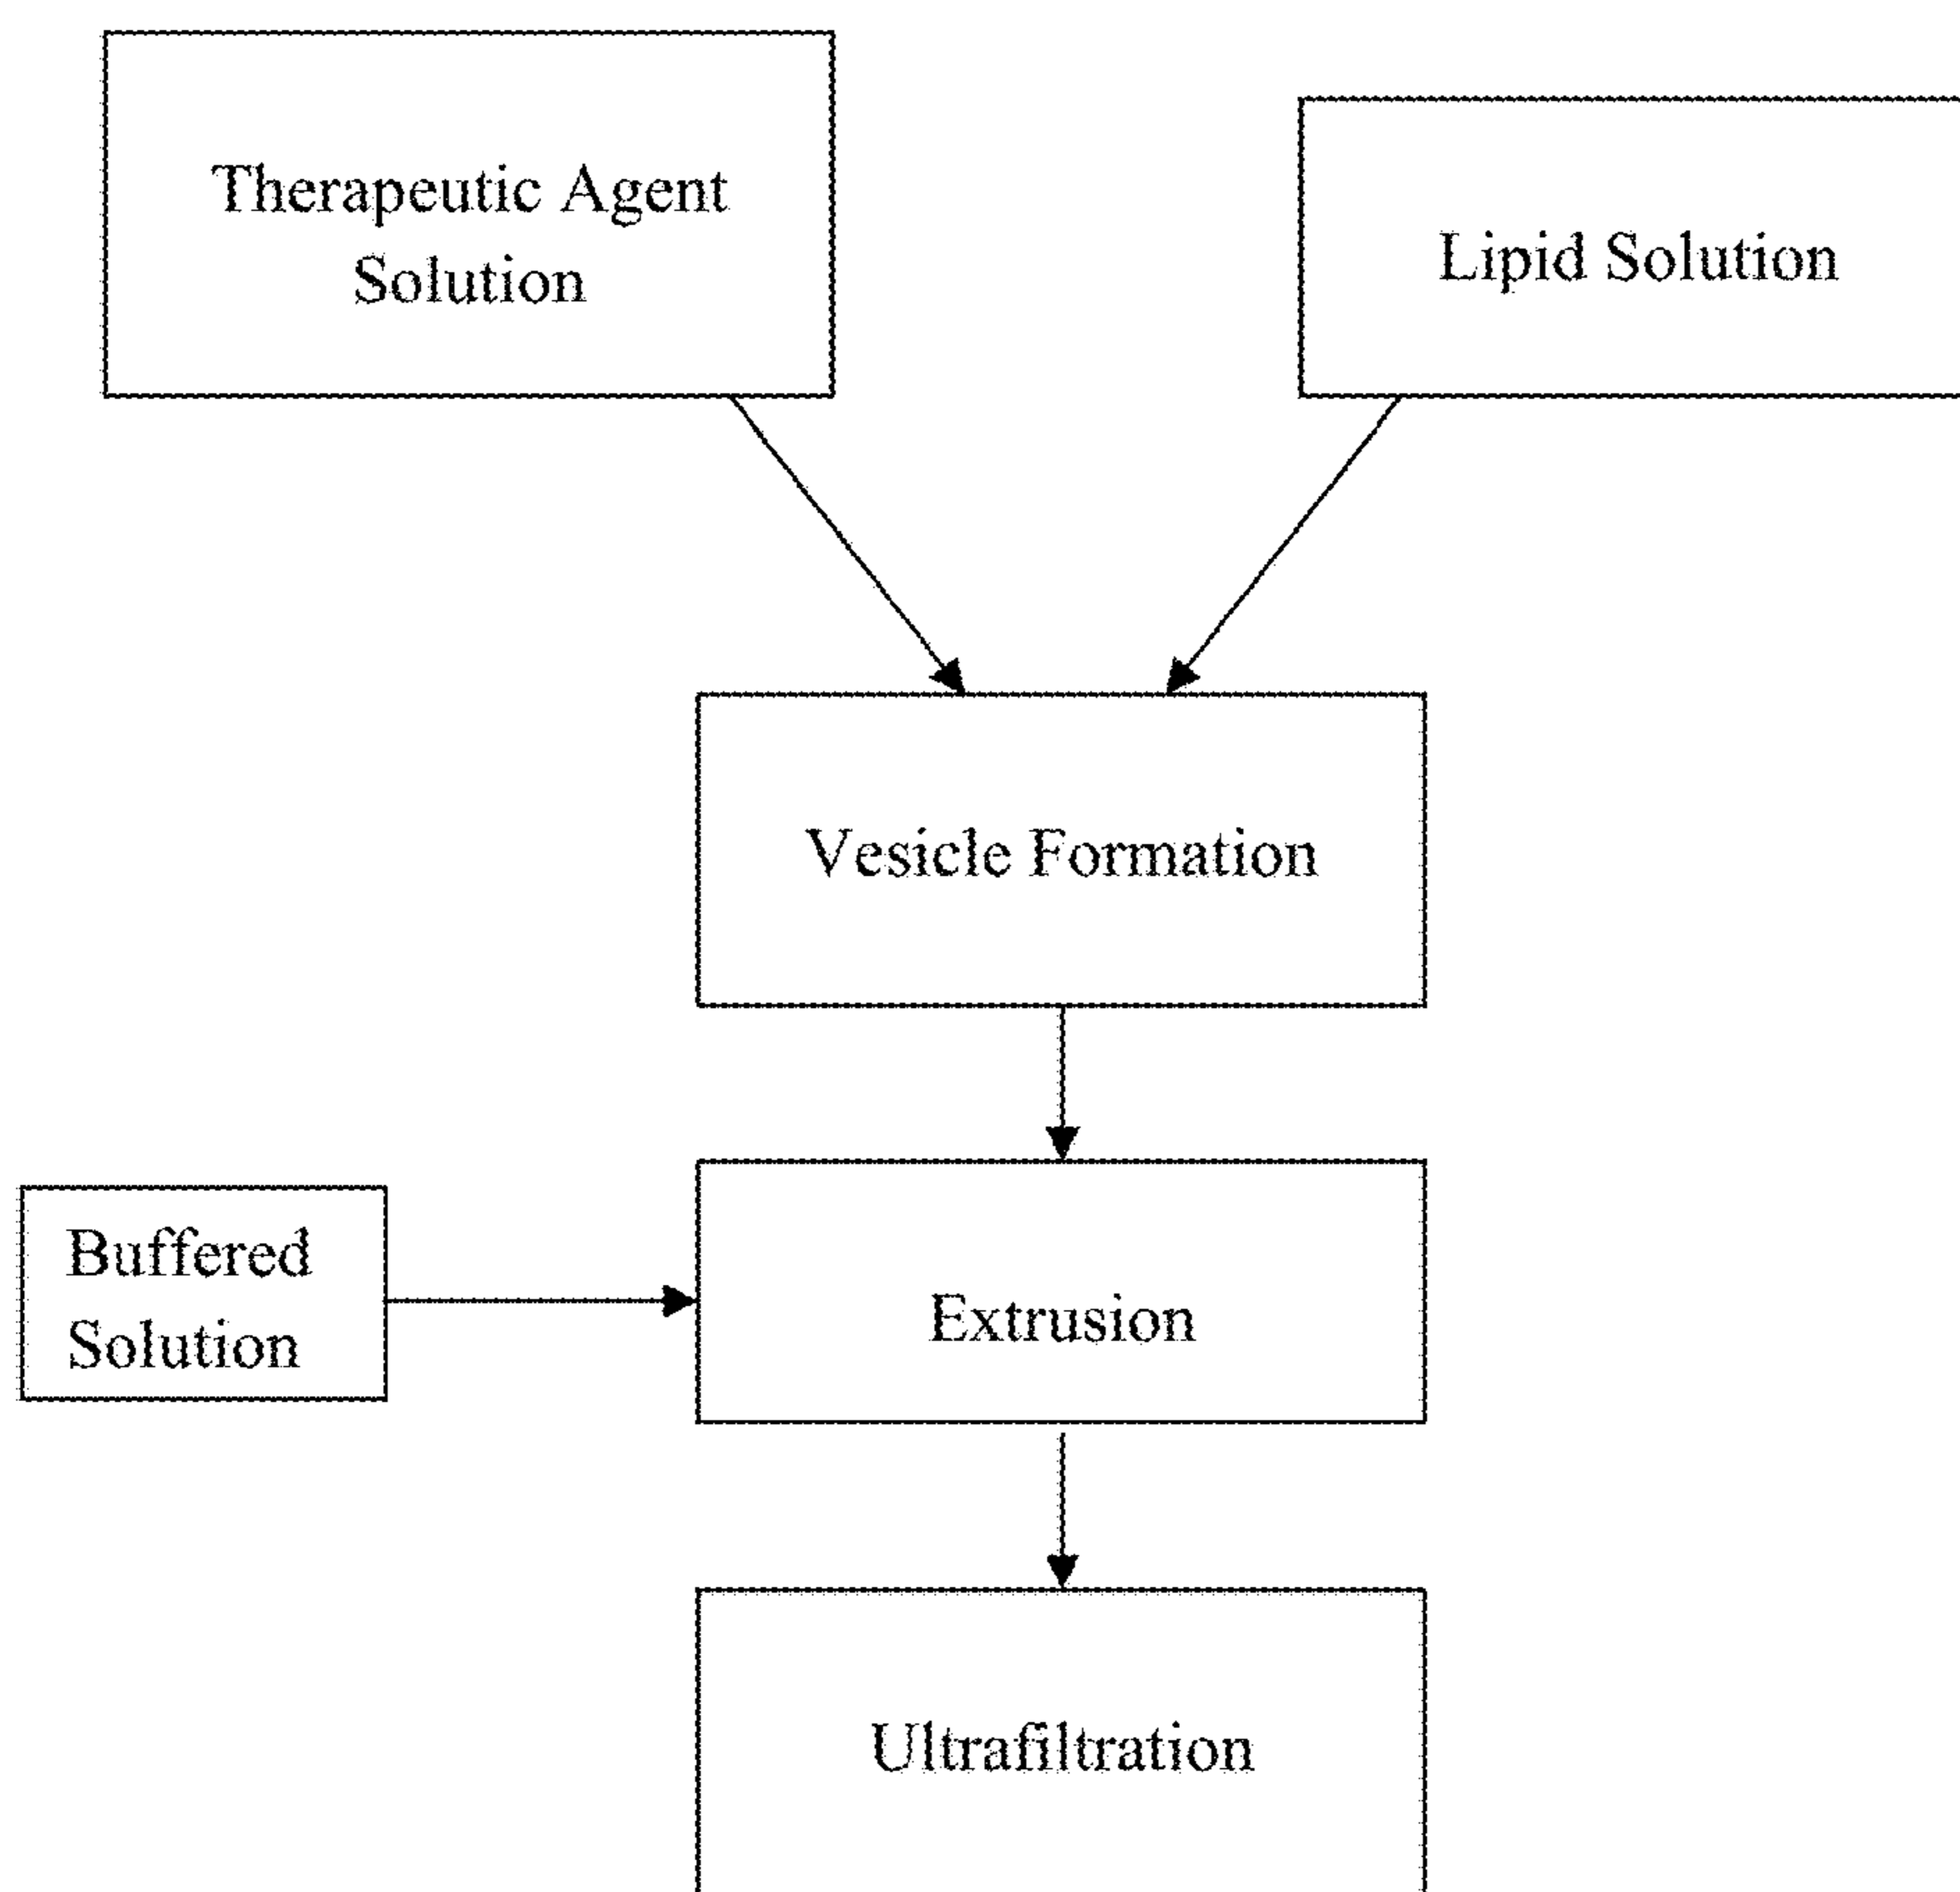 Therapeutic Agent
Solution
Lipid Solution
Vesicle Formation
Buffered
Solution
Extrusion
Ultrafiltration